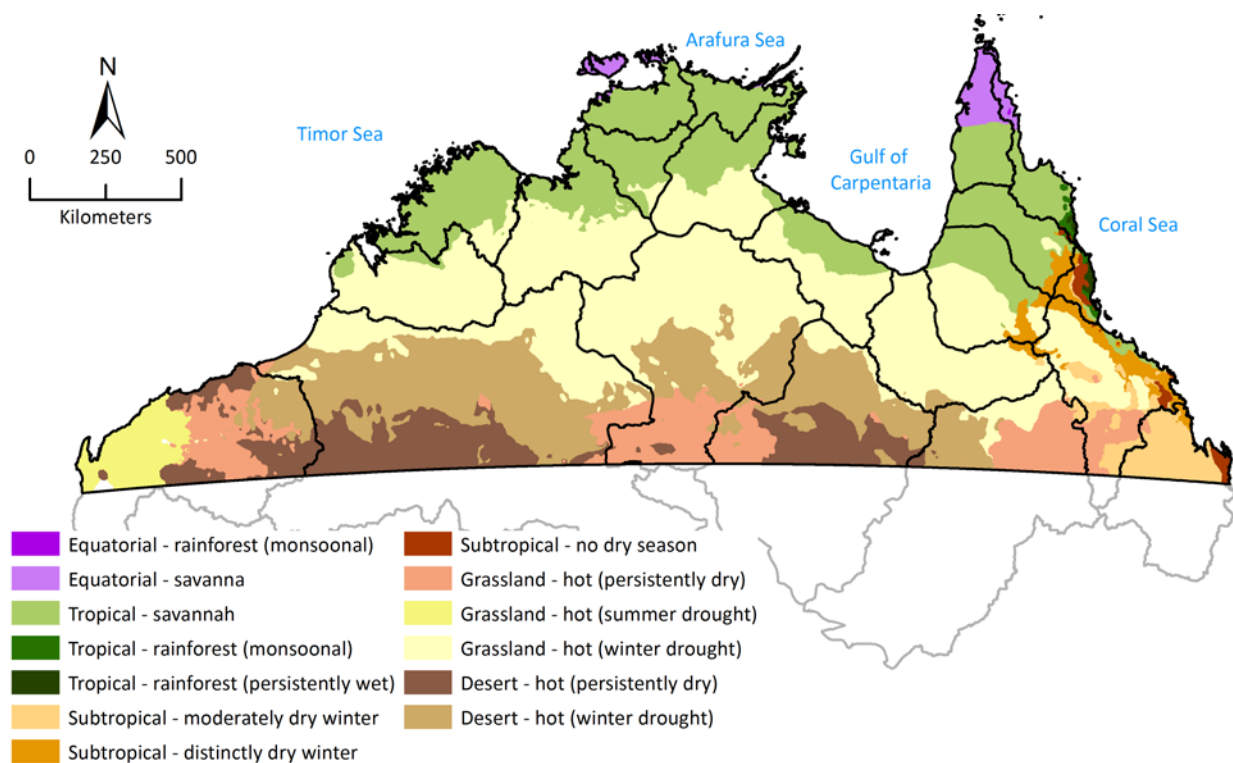 Arafura Sea
N
Timor Sea
0 250 500
Kilometers
Gulf of
Carpentaria
Coral Sea
Equatorial - rainforest (monsoonal)
Equatorial - savanna
Tropical - savannah
Tropical - rainforest (monsoonal)
Tropical - rainforest (persistently wet)
Subtropical - moderately dry winter
Subtropical - distinctly dry winter
Subtropical - no dry season
Grassland - hot (persistently dry)
Grassland - hot (summer drought)
Grassland - hot (winter drought)
Desert - hot (persistently dry)
Desert - hot (winter drought)